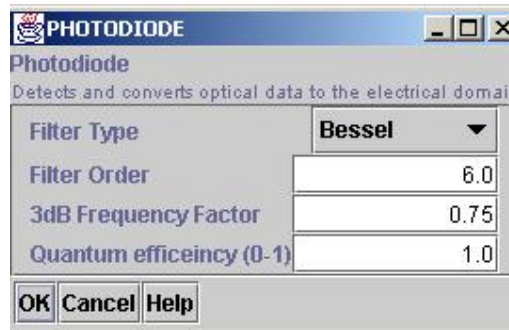 PHOTODIODE
Photodiode
Detects and converts optical data to the electrical domai
Filter Type Bessel
Filter Order 6.0
3dB Frequency Factor 0.75
Quantum efficeincy (0-1) 1.0
OK Cancel Help